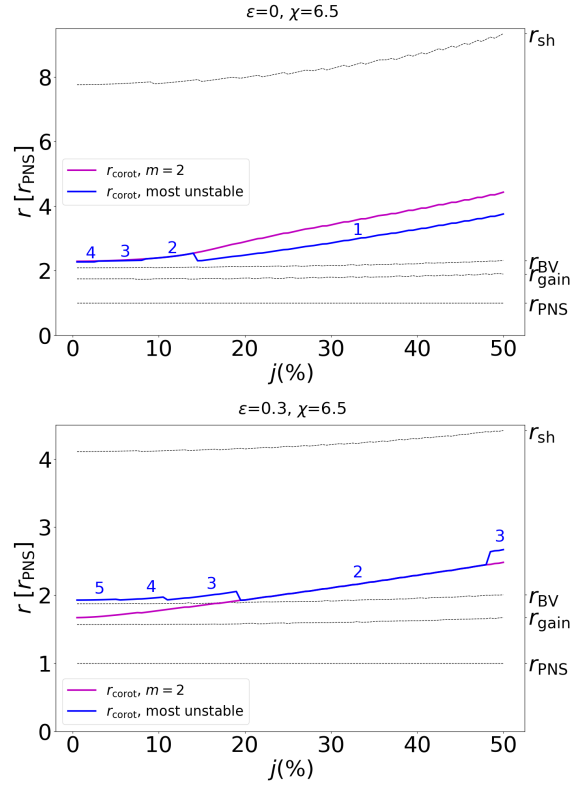 ε=0, χ=6.5
r_sh
8
6
r [r_PNS]
r_corot, m = 2
r_corot, most unstable
4
4 3 2 1
r_BV
2
r_gain
r_PNS
0
0 10 20 30 40 50
j(%)
ε=0.3, χ=6.5
r_sh
4
3
3
r [r_PNS]
5 4 3 2
2
r_BV
r_gain
1
r_PNS
r_corot, m = 2
r_corot, most unstable
0
0 10 20 30 40 50
j(%)